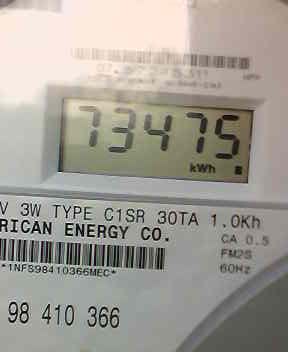 73475
kWh
V 3W TYPE C1SR 30TA 1.0Kh
RICAN ENERGY CO.
CA 0.5
FM2S
60Hz
*1NFS98410366MEC*
98 410 366